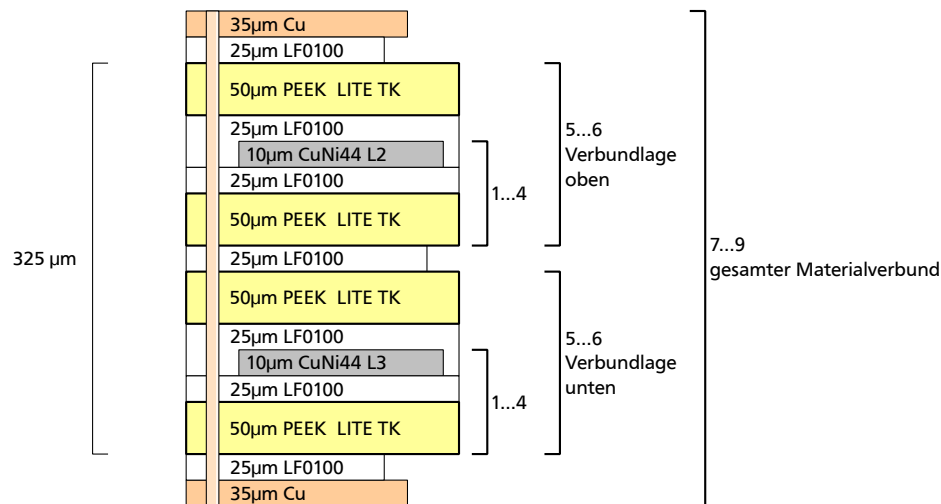 35µm Cu
25µm LF0100
50µm PEEK LITE TK
25µm LF0100
10µm CuNi44 L2
25µm LF0100
50µm PEEK LITE TK
25µm LF0100
50µm PEEK LITE TK
25µm LF0100
10µm CuNi44 L3
25µm LF0100
50µm PEEK LITE TK
25µm LF0100
35µm Cu
325 µm
1...4
1...4
5...6
Verbundlage
oben
5...6
Verbundlage
unten
7...9
gesamter Materialverbund